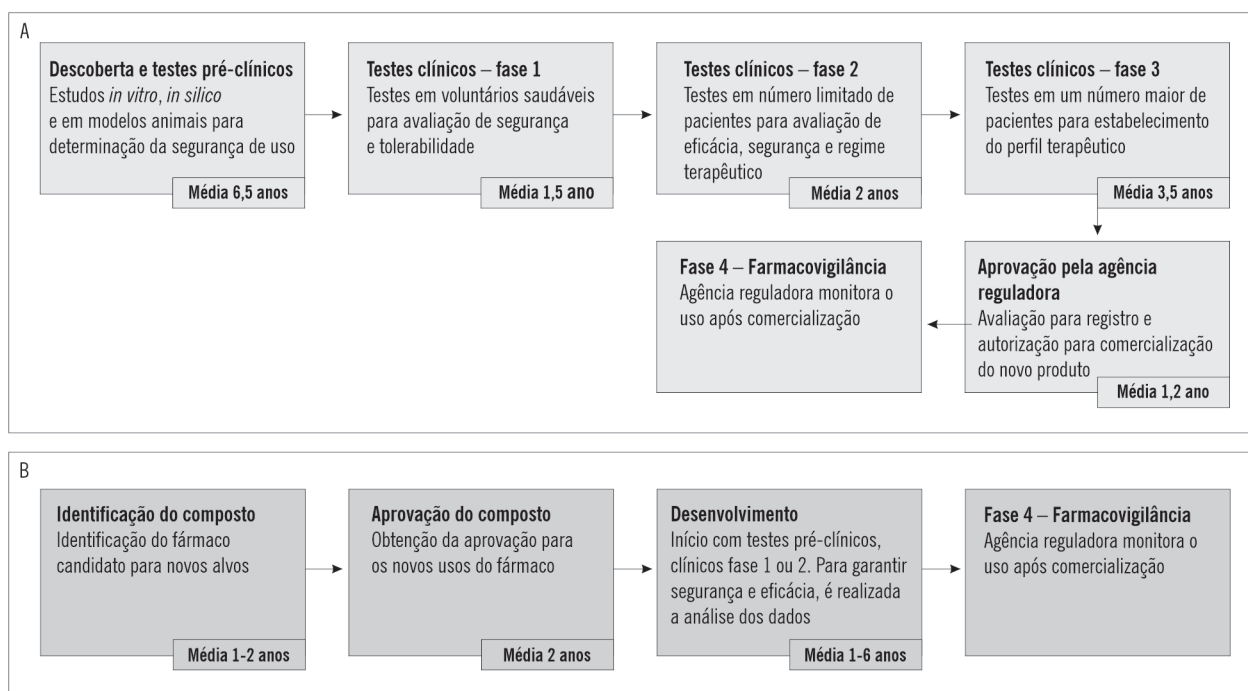 A
Descoberta e testes pré-clínicos
Estudos in vitro, in silico
e em modelos animais para
determinação da segurança de uso
Média 6,5 anos
Testes clínicos – fase 1
Testes em voluntários saudáveis
para avaliação de segurança
e tolerabilidade
Média 1,5 ano
Testes clínicos – fase 2
Testes em número limitado de
pacientes para avaliação de
eficácia, segurança e regime
terapêutico
Média 2 anos
Testes clínicos – fase 3
Testes em um número maior de
pacientes para estabelecimento
do perfil terapêutico
Média 3,5 anos
Fase 4 – Farmacovigilância
Agência reguladora monitora o
uso após comercialização
Aprovação pela agência
reguladora
Avaliação para registro e
autorização para comercialização
do novo produto
Média 1,2 ano
B
Identificação do composto
Identificação do fármaco
candidato para novos alvos
Média 1-2 anos
Aprovação do composto
Obtenção da aprovação para
os novos usos do fármaco
Média 2 anos
Desenvolvimento
Início com testes pré-clínicos,
clínicos fase 1 ou 2. Para garantir
segurança e eficácia, é realizada
a análise dos dados
Média 1-6 anos
Fase 4 – Farmacovigilância
Agência reguladora monitora o
uso após comercialização